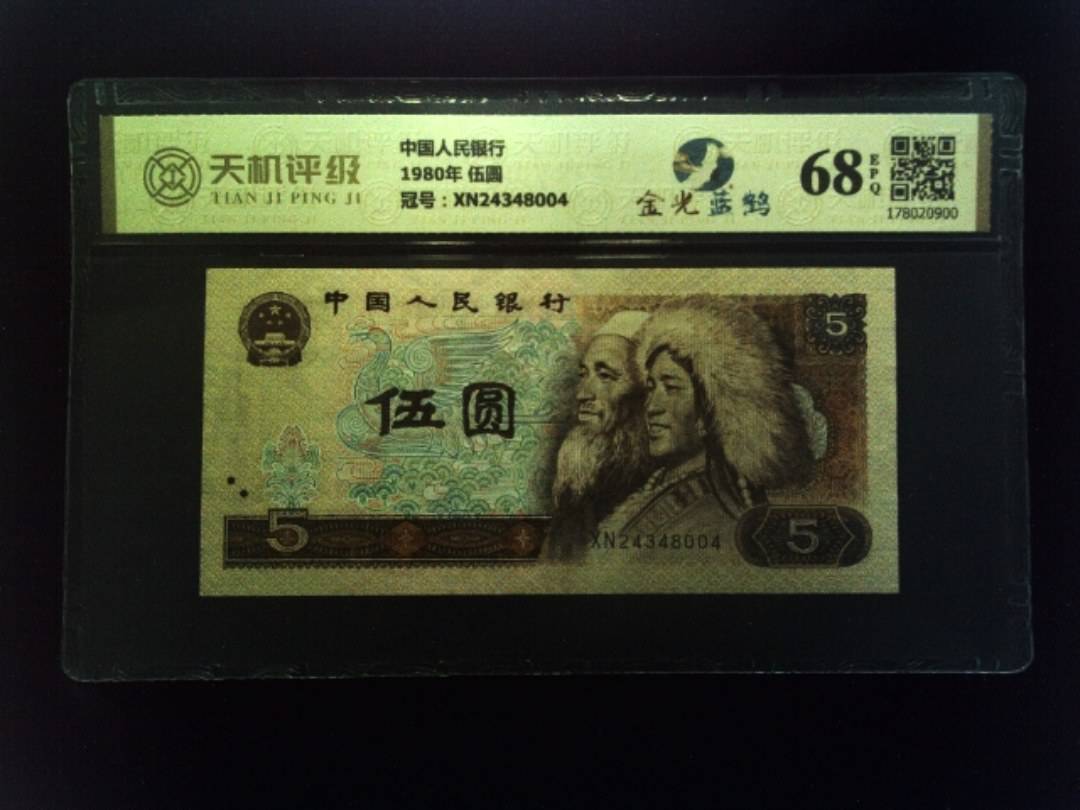 天机评级
TIAN JI PING JI
中国人民银行
1980年 伍圆
冠号：XN24348004
金光蓝鹤
68
EPQ
178020900
中国人民银行
5
伍圆
5
XN24348004
5